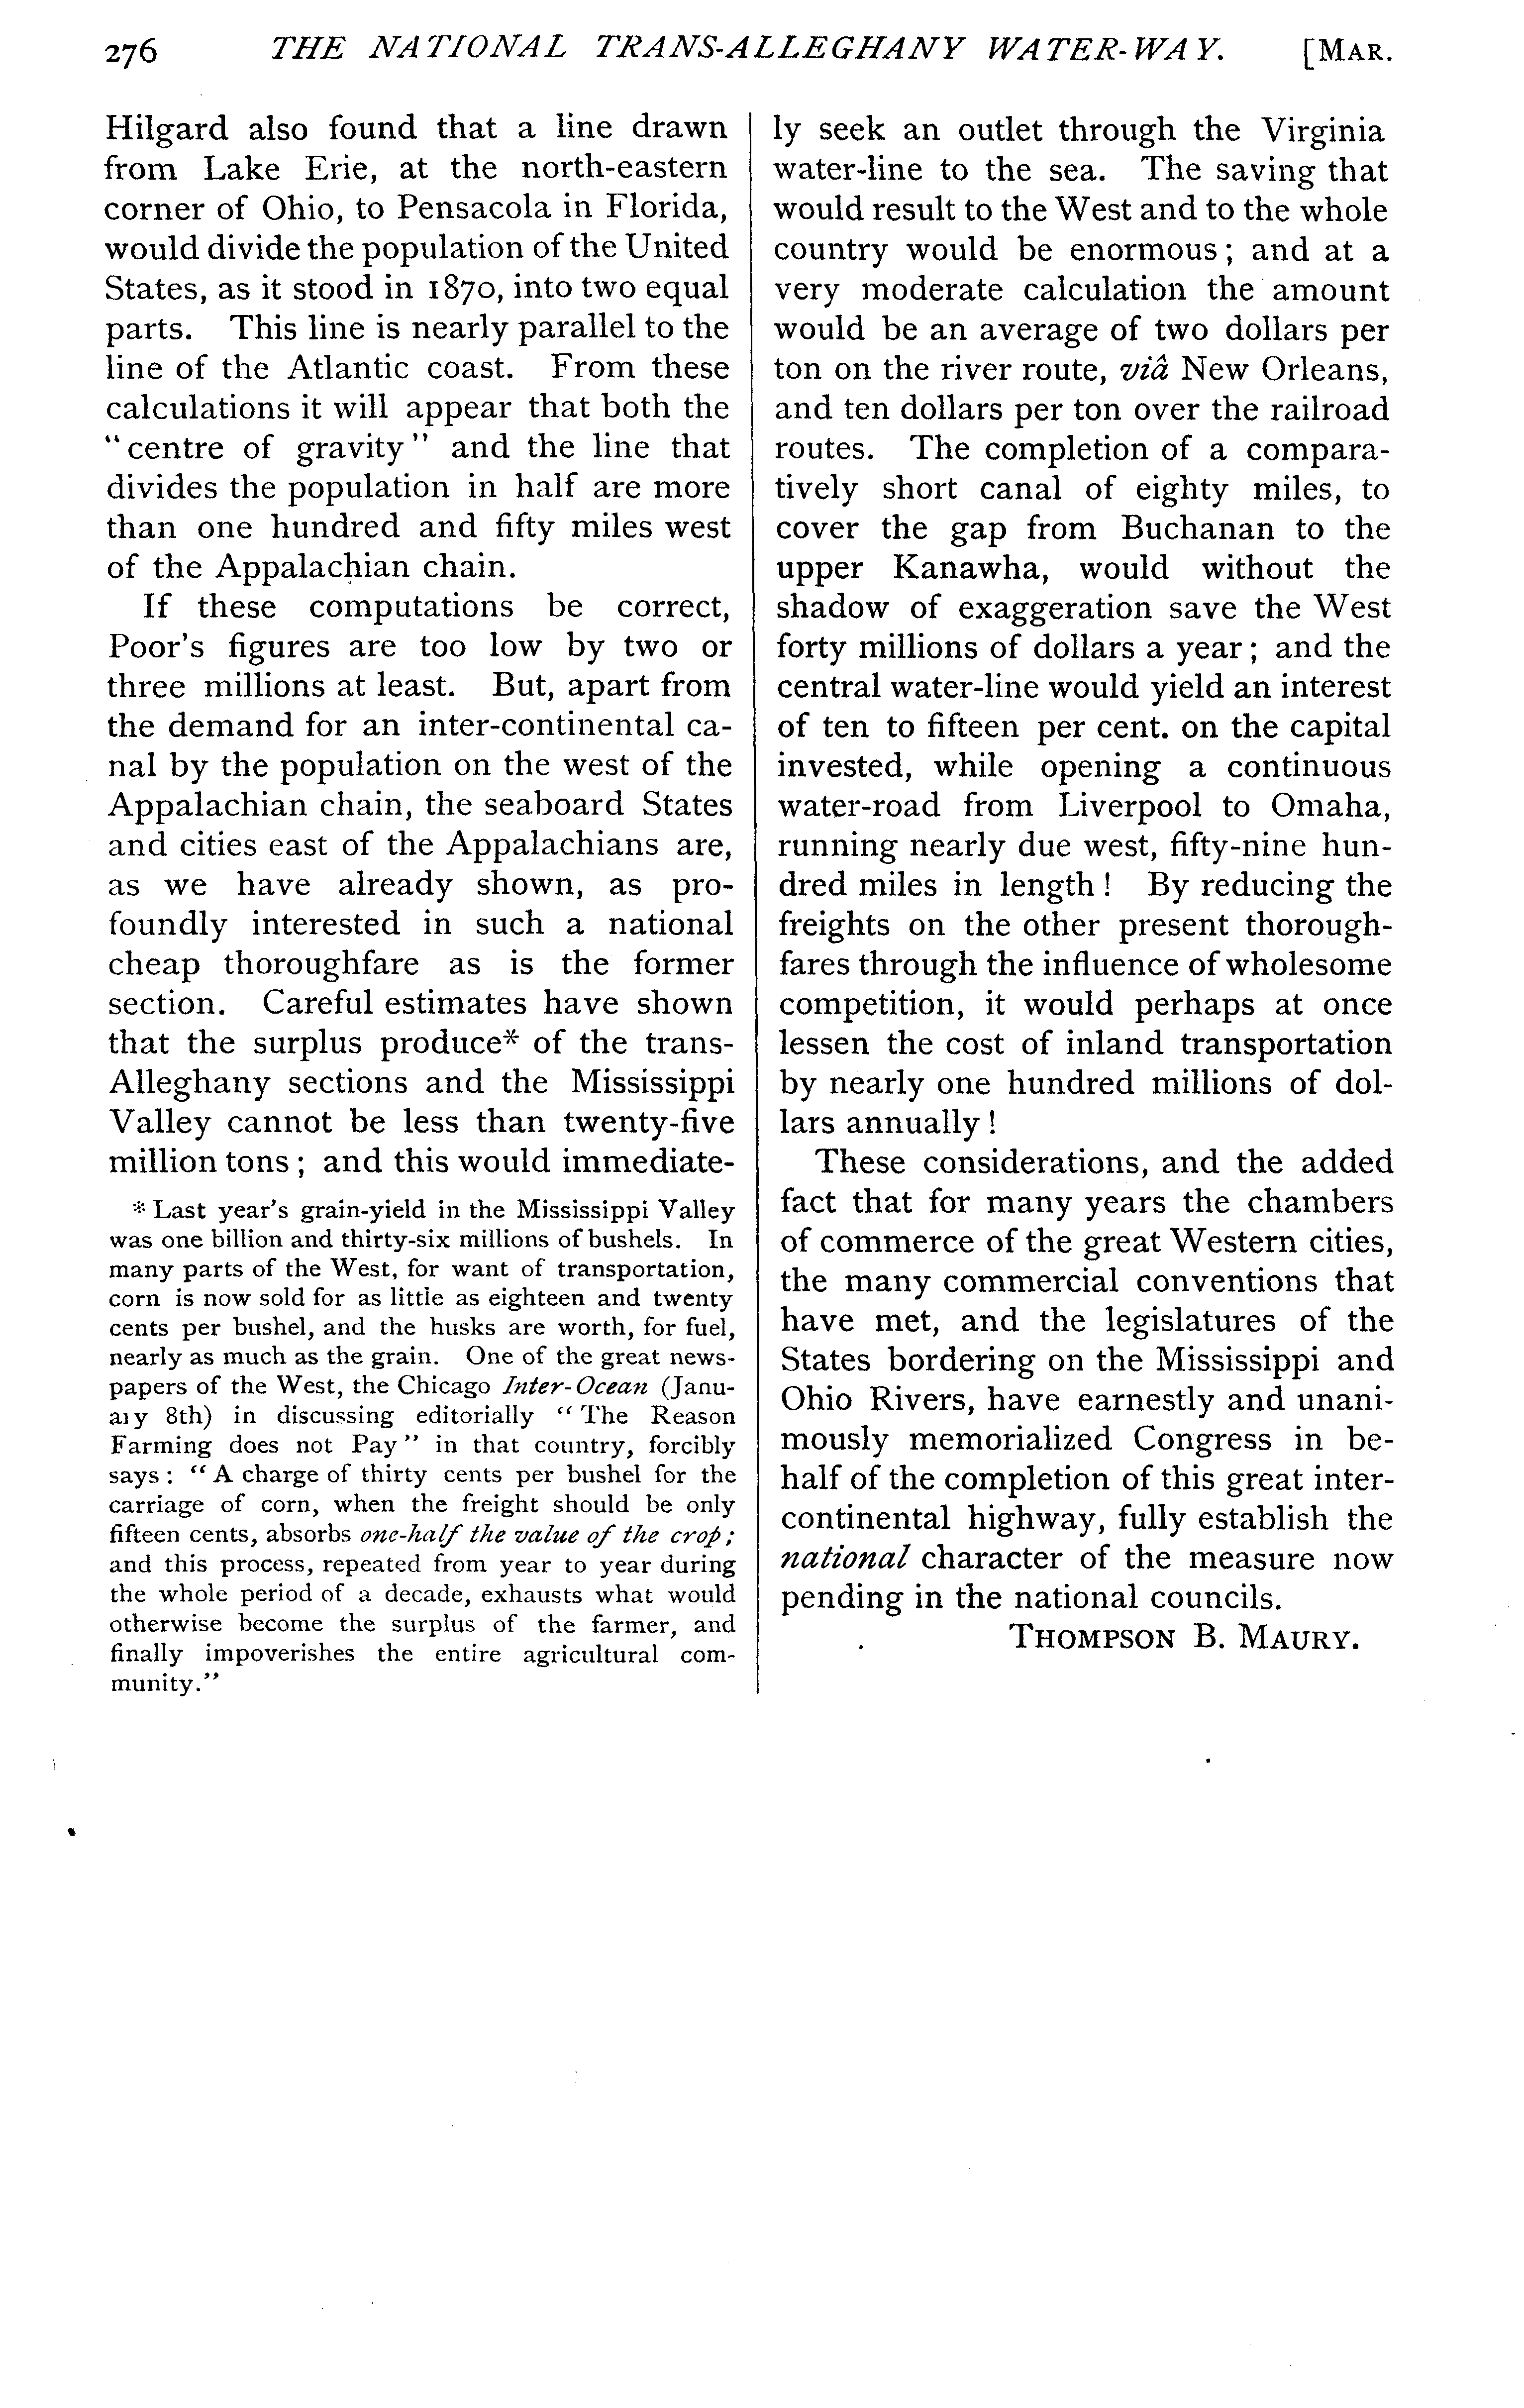 276 THE NATIONAL TRANS-ALLEGHANY WATER-WAY. [MAR.
Hilgard also found that a line drawn
from Lake Erie, at the north-eastern
corner of Ohio, to Pensacola in Florida,
would divide the population of the United
States, as it stood in 1870, into two equal
parts. This line is nearly parallel to the
line of the Atlantic coast. From these
calculations it will appear that both the
"centre of gravity" and the line that
divides the population in half are more
than one hundred and fifty miles west
of the Appalachian chain.
If these computations be correct,
Poor's figures are too low by two or
three millions at least. But, apart from
the demand for an inter-continental ca-
nal by the population on the west of the
Appalachian chain, the seaboard States
and cities east of the Appalachians are,
as we have already shown, as pro-
foundly interested in such a national
cheap thoroughfare as is the former
section. Careful estimates have shown
that the surplus produce* of the trans-
Alleghany sections and the Mississippi
Valley cannot be less than twenty-five
million tons; and this would immediate-
* Last year's grain-yield in the Mississippi Valley
was one billion and thirty-six millions of bushels. In
many parts of the West, for want of transportation,
corn is now sold for as little as eighteen and twenty
cents per bushel, and the husks are worth, for fuel,
nearly as much as the grain. One of the great news-
papers of the West, the Chicago Inter-Ocean (Janu-
ary 8th) in discussing editorially "The Reason
Farming does not Pay" in that country, forcibly
says: "A charge of thirty cents per bushel for the
carriage of corn, when the freight should be only
fifteen cents, absorbs one-half the value of the crop;
and this process, repeated from year to year during
the whole period of a decade, exhausts what would
otherwise become the surplus of the farmer, and
finally impoverishes the entire agricultural com-
munity."
ly seek an outlet through the Virginia
water-line to the sea. The saving that
would result to the West and to the whole
country would be enormous; and at a
very moderate calculation the amount
would be an average of two dollars per
ton on the river route, viâ New Orleans,
and ten dollars per ton over the railroad
routes. The completion of a compara-
tively short canal of eighty miles, to
cover the gap from Buchanan to the
upper Kanawha, would without the
shadow of exaggeration save the West
forty millions of dollars a year; and the
central water-line would yield an interest
of ten to fifteen per cent. on the capital
invested, while opening a continuous
water-road from Liverpool to Omaha,
running nearly due west, fifty-nine hun-
dred miles in length! By reducing the
freights on the other present thorough-
fares through the influence of wholesome
competition, it would perhaps at once
lessen the cost of inland transportation
by nearly one hundred millions of dol-
lars annually!
These considerations, and the added
fact that for many years the chambers
of commerce of the great Western cities,
the many commercial conventions that
have met, and the legislatures of the
States bordering on the Mississippi and
Ohio Rivers, have earnestly and unani-
mously memorialized Congress in be-
half of the completion of this great inter-
continental highway, fully establish the
national character of the measure now
pending in the national councils.
THOMPSON B. MAURY.